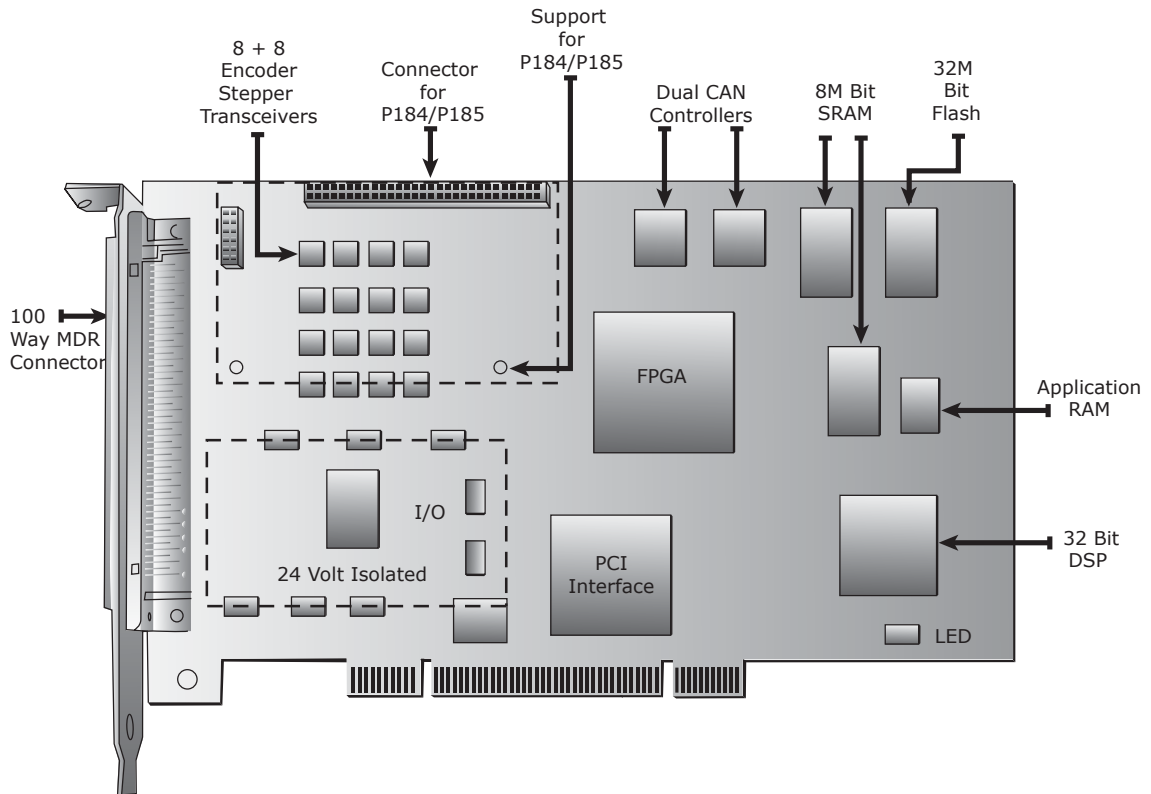 Support
for
P184/P185
8 + 8
Encoder
Stepper
Transceivers
Connector
for
P184/P185
Dual CAN
Controllers
8M Bit
SRAM
32M
Bit
Flash
100
Way MDR
Connector
FPGA
Application
RAM
I/O
24 Volt Isolated
PCI
Interface
32 Bit
DSP
LED